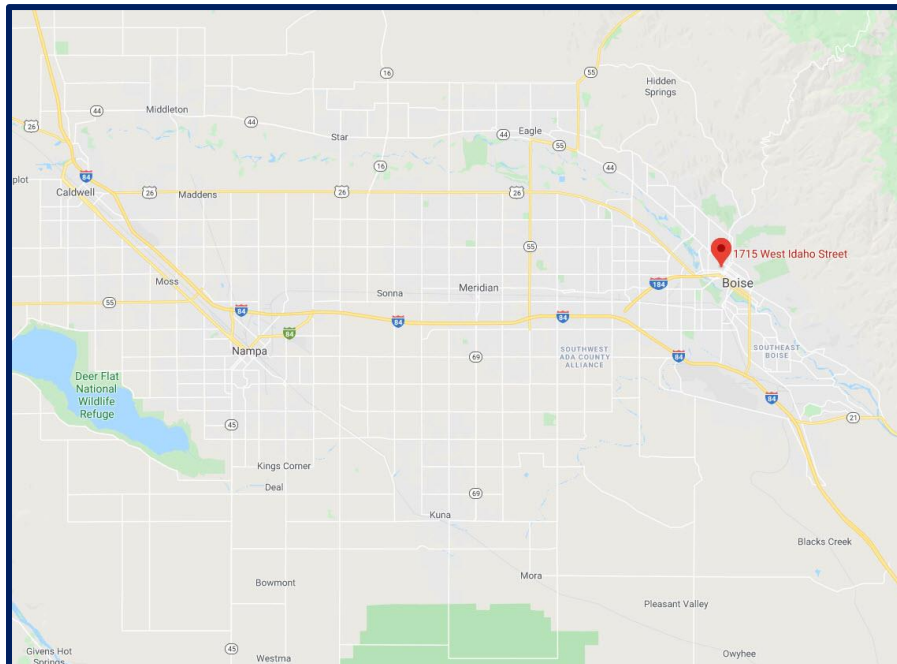 55
16
Hidden
Springs
44
Middleton
44
26
Star
44
Eagle
55
44
16
84
plot
Caldwell
Maddens
26
26
26
55
1715 West Idaho Street
Moss
Sonna
Meridian
184
Boise
55
84
84
84
84
Nampa
69
SOUTHWEST
ADA COUNTY
ALLIANCE
84
SOUTHEAST
BOISE
Deer Flat
National
Wildlife
Refuge
84
45
21
Kings Corner
Deal
69
Kuna
Blacks Creek
Bowmont
Mora
Pleasant Valley
Givens Hot
Springs
45
Westma
Owyhee